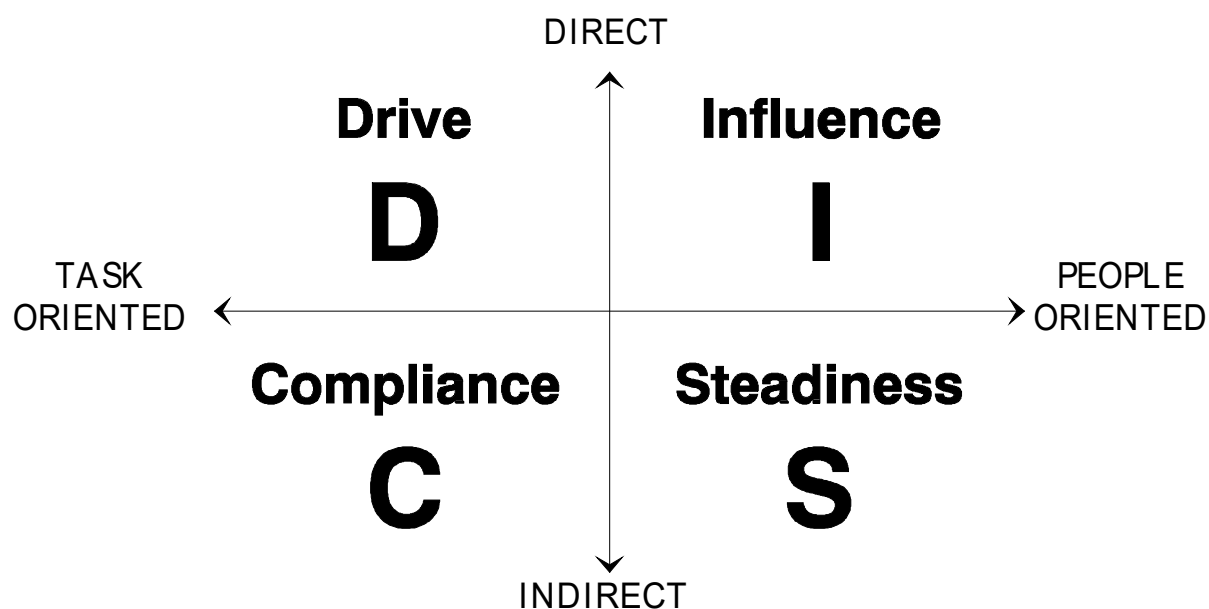 DIRECT
Drive
Influence
D
I
TASK
ORIENTED
PEOPLE
ORIENTED
Compliance
Steadiness
C
S
INDIRECT